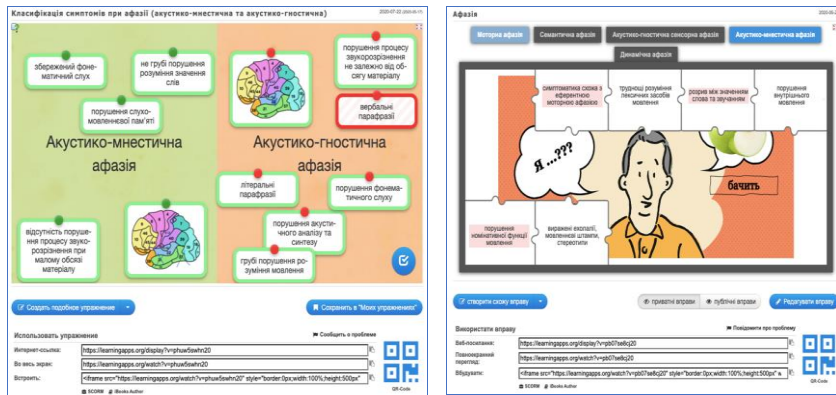 Класифікація симптомів при афазії (акустико-мнестична та акустико-гностична)
збережений фоне-
матичний слух
не грубі порушення
розуміння значення
слів
порушення слухо-
мовленнєвої пам'яті
Акустико-мнестична
афазія
відсутність поруше-
ння процесу звуко-
розрізнення при
малому обсязі
матеріалу
порушення процесу
звукорозрізнення
не залежно від об-
сягу матеріалу
вербальні
парафразії
Акустико-гностична
афазія
літеральні
парафразії
порушення фонема-
тичного слуху
порушення акусти-
чного аналізу та
синтезу
грубі порушення ро-
зуміння мовлення
Создать подобное упражнение
Сохранить в "Моих упражнениях"
Использовать упражнение
Сообщить о проблеме
Интернет-ссылка:
https://learningapps.org/display?v=phuw5swhn20
Во весь экран:
https://learningapps.org/watch?v=phuw5swhn20
Встроить:
<iframe src="https://learningapps.org/watch?v=phuw5swhn20" style="border:0px;width:100%;height:500px"
SCORM iBooks Author
QR-Code
Афазія
Моторна афазія
Семантична афазія
Акустико-гностична сенсорна афазія
Акустико-мнестична афазія
Динамічна афазія
симптоматика схожа з
еферентною
моторною афазією
труднощі розуміння
лексичних засобів
мовлення
розрив між значенням
слова та звучанням
порушення
внутрішнього
мовлення
Я ...???
бачить
порушення
номінативної функції
мовлення
виражені ехолалії,
мовленнєві штампи,
стереотипи
створити схожу вправу
приватні вправи
публічні вправи
Редагувати вправу
Використати вправу
Повідомити про проблему
Веб-посилання:
https://learningapps.org/display?v=pb07se8cj20
Повноекранний
перегляд:
https://learningapps.org/watch?v=pb07se8cj20
Вбудувати:
<iframe src="https://learningapps.org/watch?v=pb07se8cj20" style="border:0px;width:100%;height:500px" w
SCORM iBooks Author
QR-Code